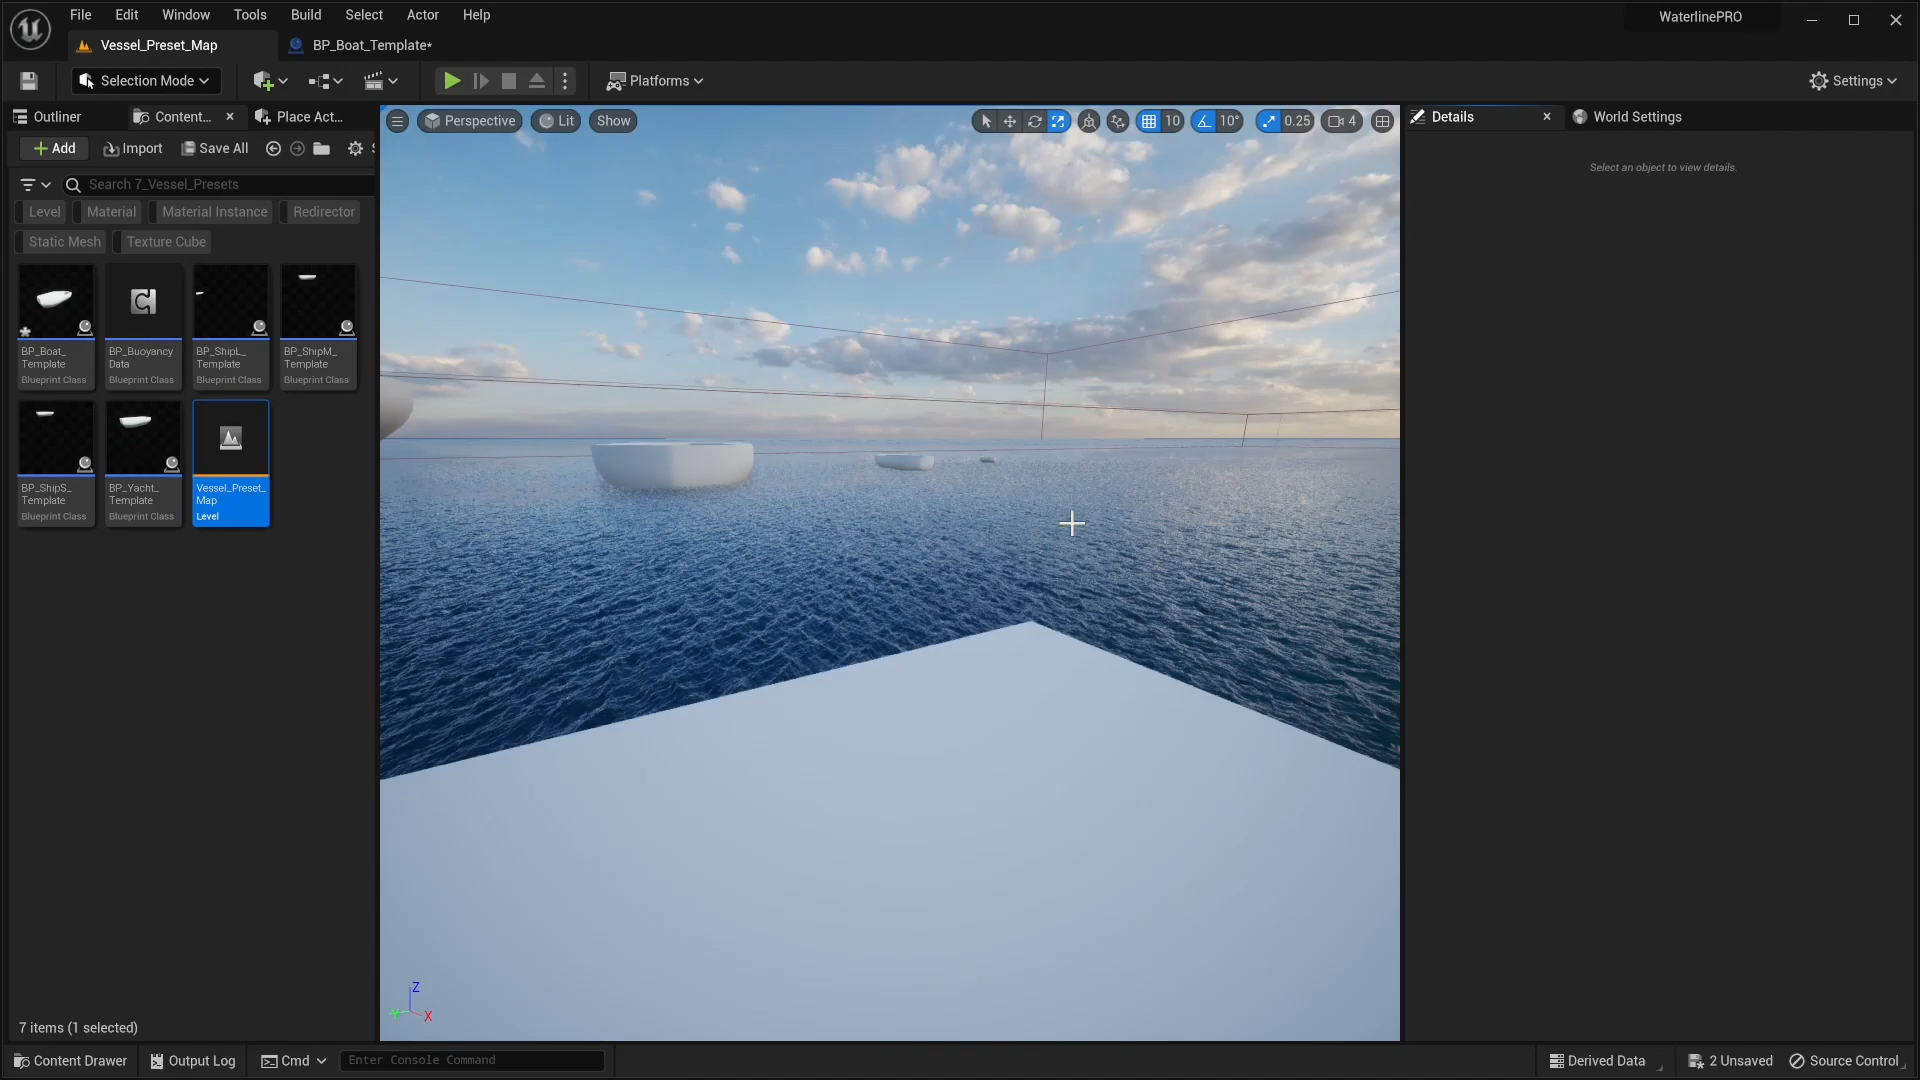 File Edit Window Tools Build Select Actor Help
WaterlinePRO
Vessel_Preset_Map
BP_Boat_Template*
Selection Mode
Platforms
Settings
Outliner
Content...
Place Act...
Perspective
Lit
Show
10
10°
0.25
4
Details
World Settings
Add
Import
Save All
Select an object to view details.
Search 7_Vessel_Presets
Level
Material
Material Instance
Redirector
Static Mesh
Texture Cube
BP_Boat_
Template
Blueprint Class
BP_Buoyancy
Data
Blueprint Class
BP_ShipL_
Template
Blueprint Class
BP_ShipM_
Template
Blueprint Class
BP_ShipS_
Template
Blueprint Class
BP_Yacht_
Template
Blueprint Class
Vessel_Preset_
Map
Level
Z
Y
X
7 items (1 selected)
Content Drawer
Output Log
Cmd
Enter Console Command
Derived Data
2 Unsaved
Source Control